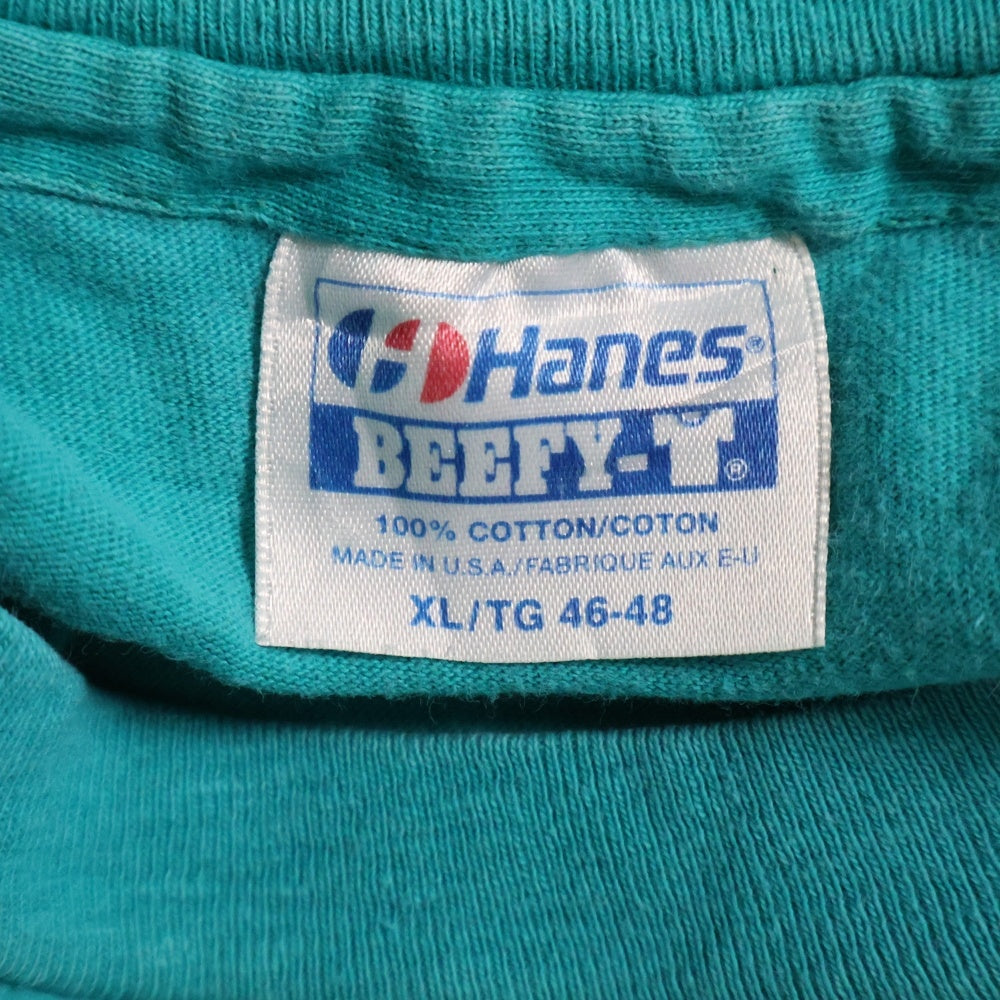 Hanes®
BEEFY-T®
100% COTTON/COTON
MADE IN U.S.A./FABRIQUE AUX E-U
XL/TG 46-48